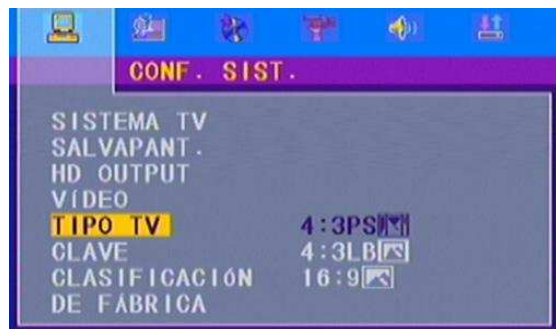 CONF. SIST.
SISTEMA TV
SALVAPANT.
HD OUTPUT
VÍDEO
TIPO TV 4:3PS
CLAVE 4:3LB
CLASIFICACIÓN 16:9
DE FÁBRICA